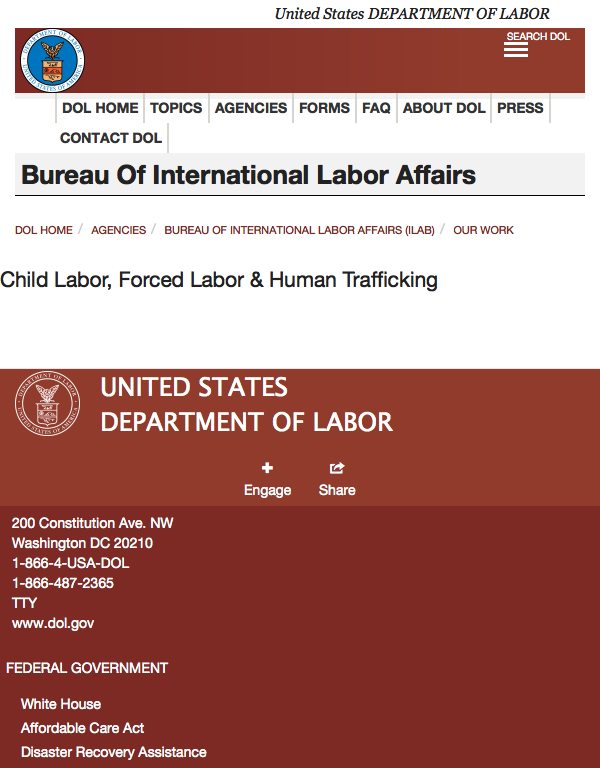 United States DEPARTMENT OF LABOR
SEARCH DOL
DOL HOME TOPICS AGENCIES FORMS FAQ ABOUT DOL PRESS
CONTACT DOL
Bureau Of International Labor Affairs
DOL HOME / AGENCIES / BUREAU OF INTERNATIONAL LABOR AFFAIRS (ILAB) / OUR WORK
Child Labor, Forced Labor & Human Trafficking
UNITED STATES
DEPARTMENT OF LABOR
Engage Share
200 Constitution Ave. NW
Washington DC 20210
1-866-4-USA-DOL
1-866-487-2365
TTY
www.dol.gov
FEDERAL GOVERNMENT
White House
Affordable Care Act
Disaster Recovery Assistance